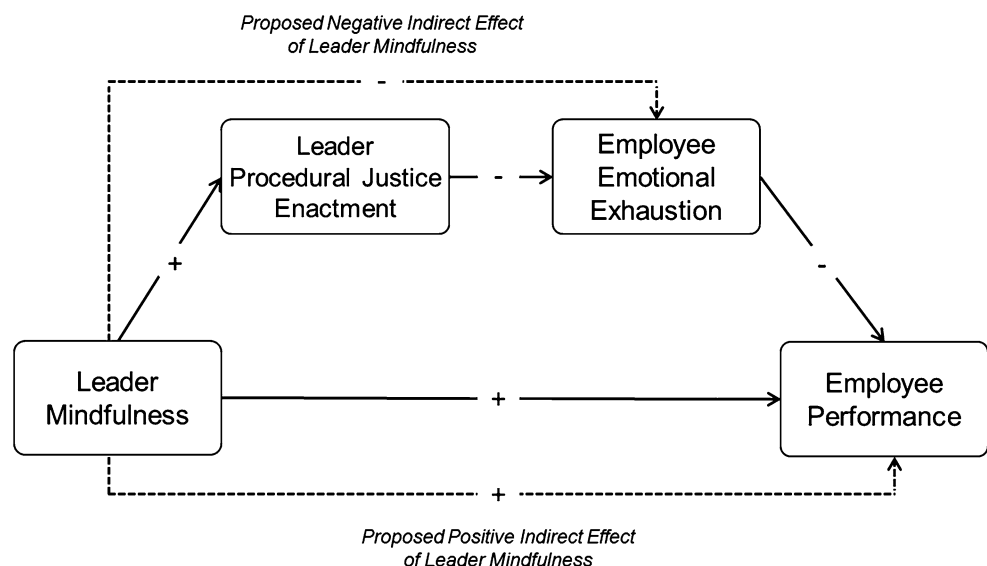 Proposed Negative Indirect Effect
of Leader Mindfulness
-
Leader
Procedural Justice
Enactment
-
Employee
Emotional
Exhaustion
+
-
Leader
Mindfulness
+
Employee
Performance
+
Proposed Positive Indirect Effect
of Leader Mindfulness